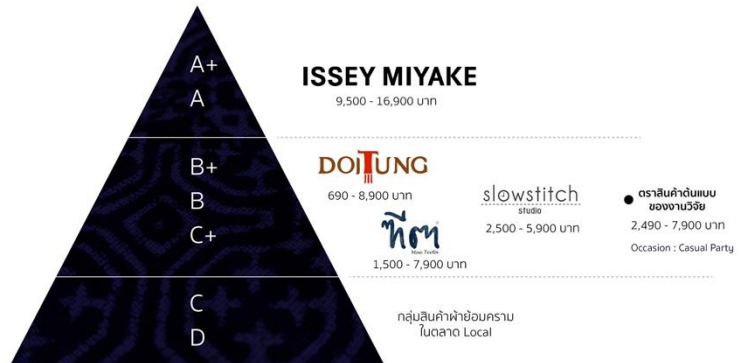 A+
A
ISSEY MIYAKE
9,500 - 16,900 บาท
B+
B
C+
DOITUNG
690 - 8,900 บาท
ฑีตา
1,500 - 7,900 บาท
slowstitch
studio
2,500 - 5,900 บาท
ตราสินค้าต้นแบบ
ของงานวิจัย
2,490 - 7,900 บาท
Occasion : Casual Party
C
D
กลุ่มสินค้าผ้าย้อมคราม
ในตลาด Local